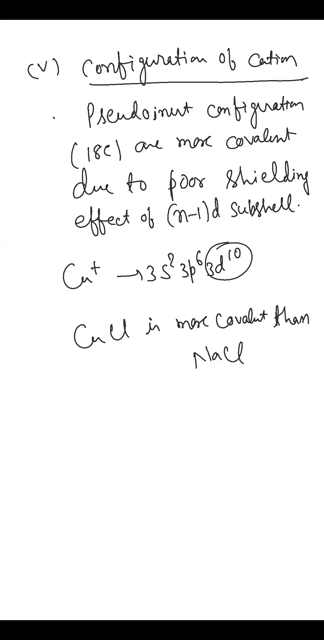 (V) Configuration of Cation
. Pseudoinert configuration
(18e) are more covalent
due to poor shielding
effect of (n-1)d subshell.
Cu⁺ → 3s² 3p⁶ 3d¹⁰
CuCl is more covalent than
NaCl